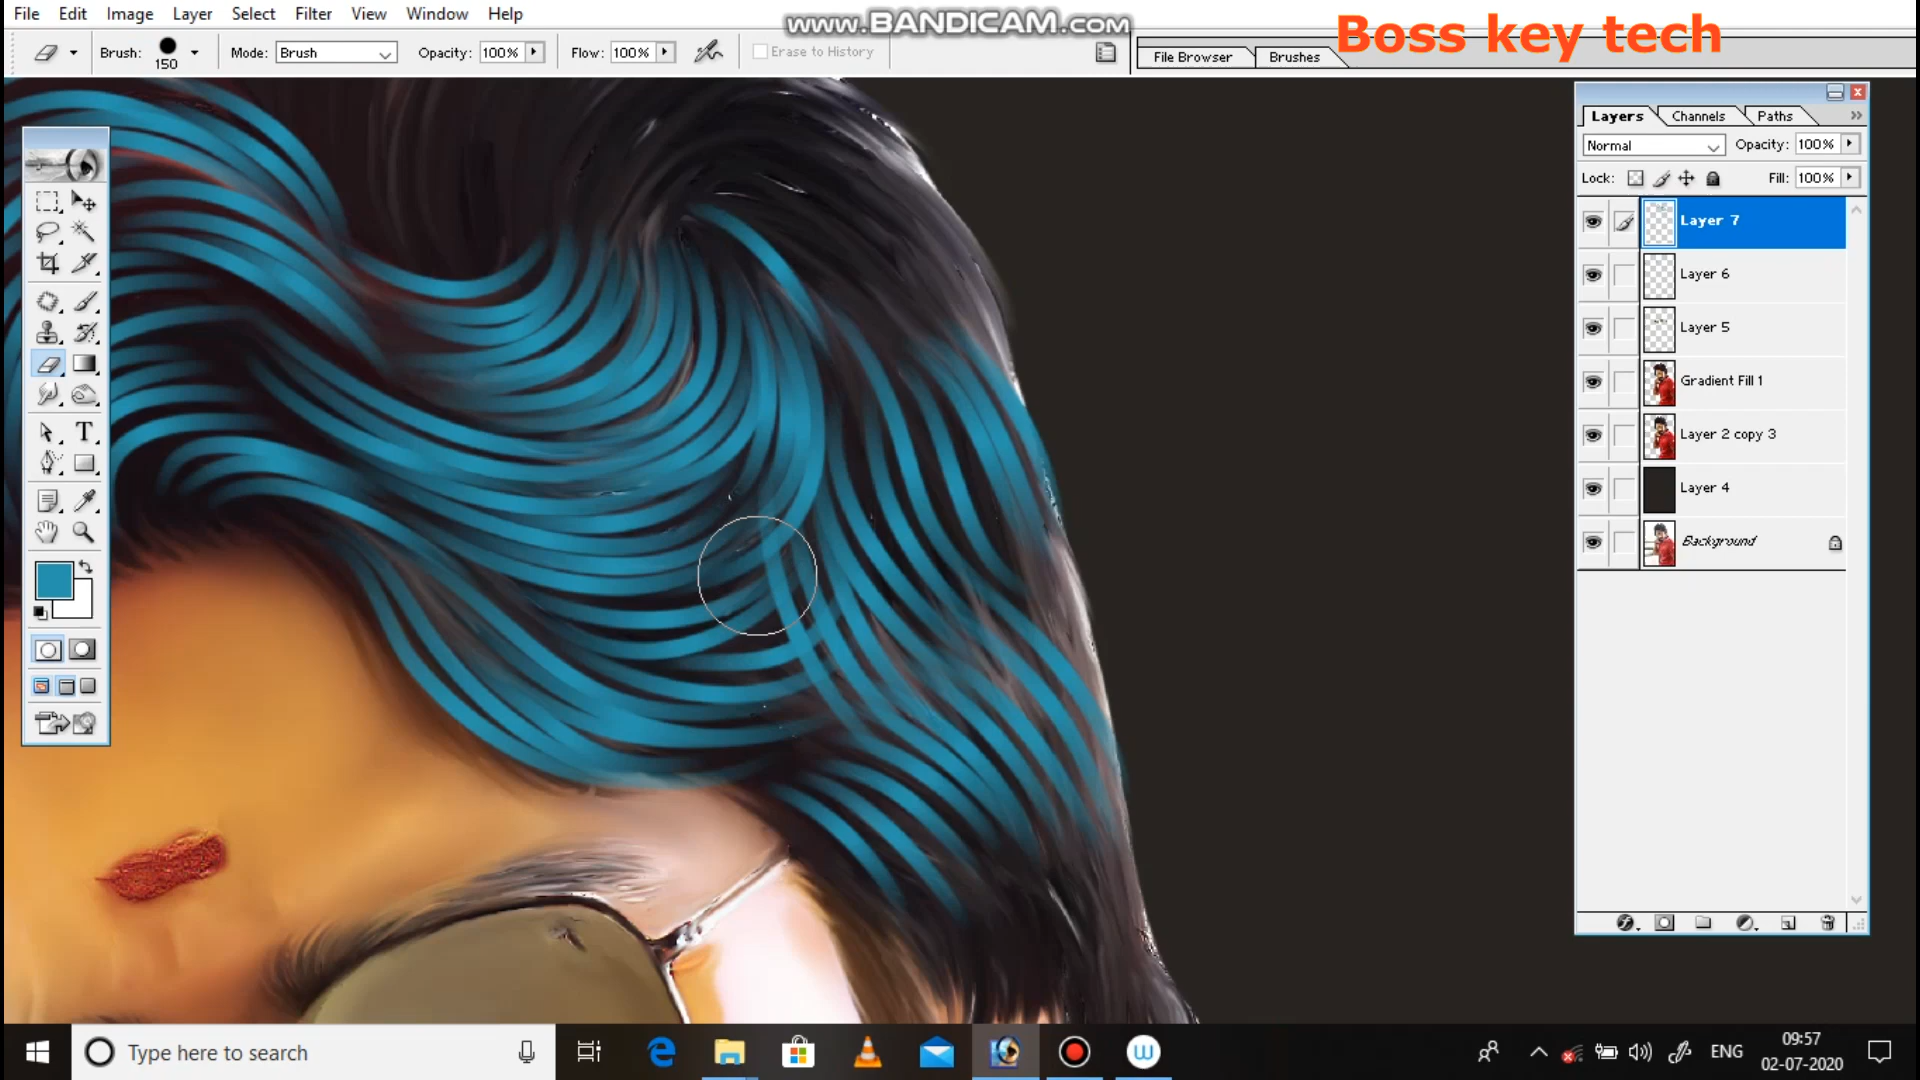 File Edit Image Layer Select Filter View Window Help
www.BANDICAM.com
Boss key tech
Brush: 150 Mode: Brush Opacity: 100% Flow: 100% Erase to History
File Browser Brushes
Layers Channels Paths
Normal Opacity: 100%
Lock: Fill: 100%
Layer 7
Layer 6
Layer 5
Gradient Fill 1
Layer 2 copy 3
Layer 4
Background
Type here to search
ENG
09:57
02-07-2020